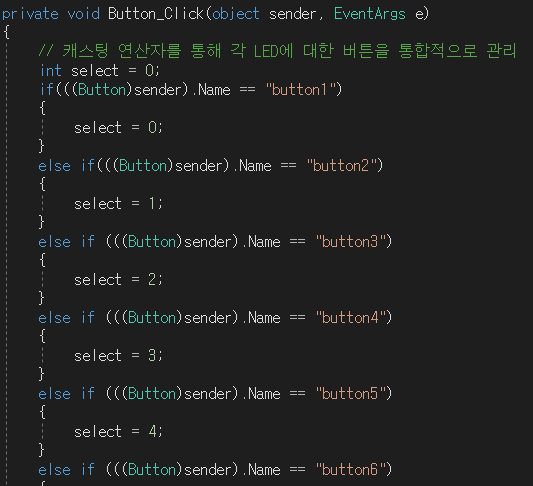 private void Button_Click(object sender, EventArgs e)
{
// 캐스팅 연산자를 통해 각 LED에 대한 버튼을 통합적으로 관리
int select = 0;
if(((Button)sender).Name == "button1")
{
select = 0;
}
else if(((Button)sender).Name == "button2")
{
select = 1;
}
else if (((Button)sender).Name == "button3")
{
select = 2;
}
else if (((Button)sender).Name == "button4")
{
select = 3;
}
else if (((Button)sender).Name == "button5")
{
select = 4;
}
else if (((Button)sender).Name == "button6")
{